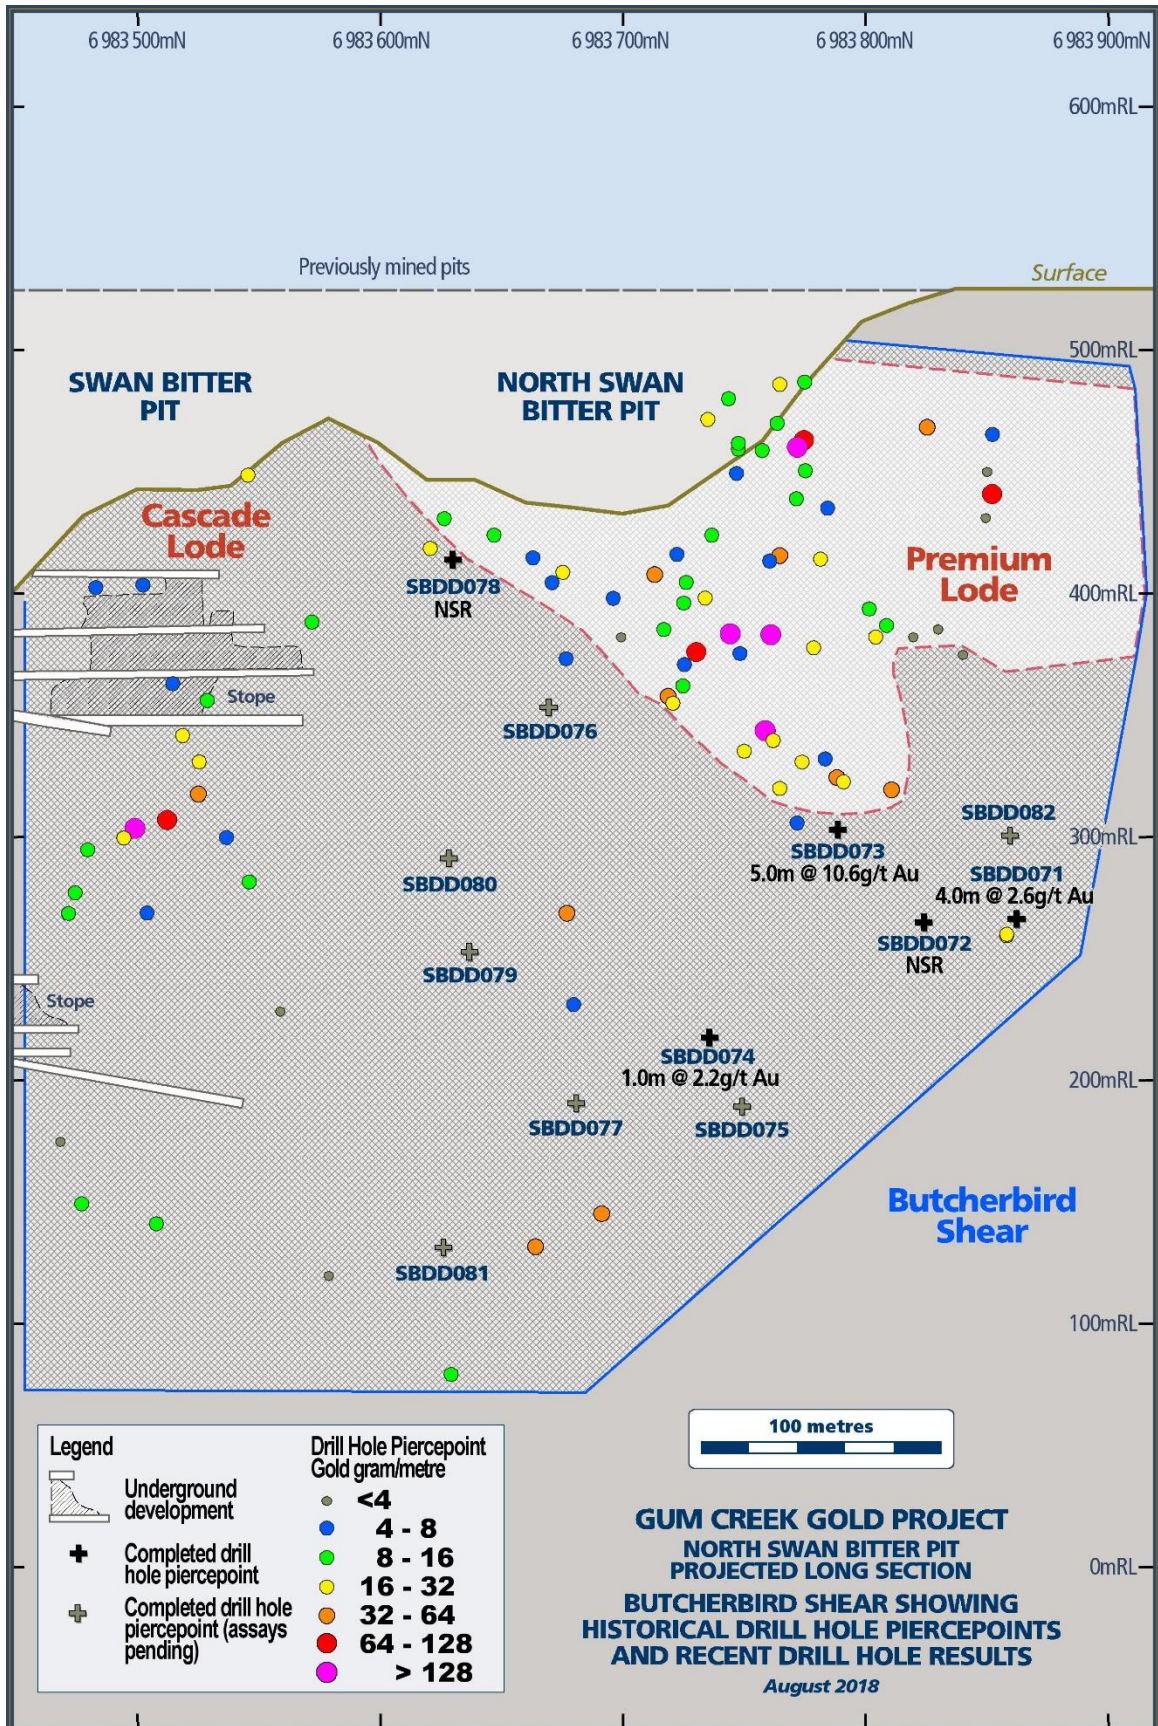 6 983 500mN
6 983 600mN
6 983 700mN
6 983 800mN
6 983 900mN
600mRL
Previously mined pits
Surface
500mRL
SWAN BITTER
PIT
NORTH SWAN
BITTER PIT
Cascade
Lode
Premium
Lode
SBDD078
NSR
400mRL
Stope
SBDD076
SBDD082
300mRL
SBDD073
5.0m @ 10.6g/t Au
SBDD071
4.0m @ 2.6g/t Au
SBDD080
SBDD072
NSR
SBDD079
Stope
SBDD074
1.0m @ 2.2g/t Au
200mRL
SBDD077
SBDD075
Butcherbird
Shear
SBDD081
100mRL
Legend
Underground
development
Completed drill
hole piercepoint
Completed drill hole
piercepoint (assays
pending)
Drill Hole Piercepoint
Gold gram/metre
<4
4 - 8
8 - 16
16 - 32
32 - 64
64 - 128
> 128
100 metres
GUM CREEK GOLD PROJECT
NORTH SWAN BITTER PIT
PROJECTED LONG SECTION
0mRL
BUTCHERBIRD SHEAR SHOWING
HISTORICAL DRILL HOLE PIERCEPOINTS
AND RECENT DRILL HOLE RESULTS
August 2018